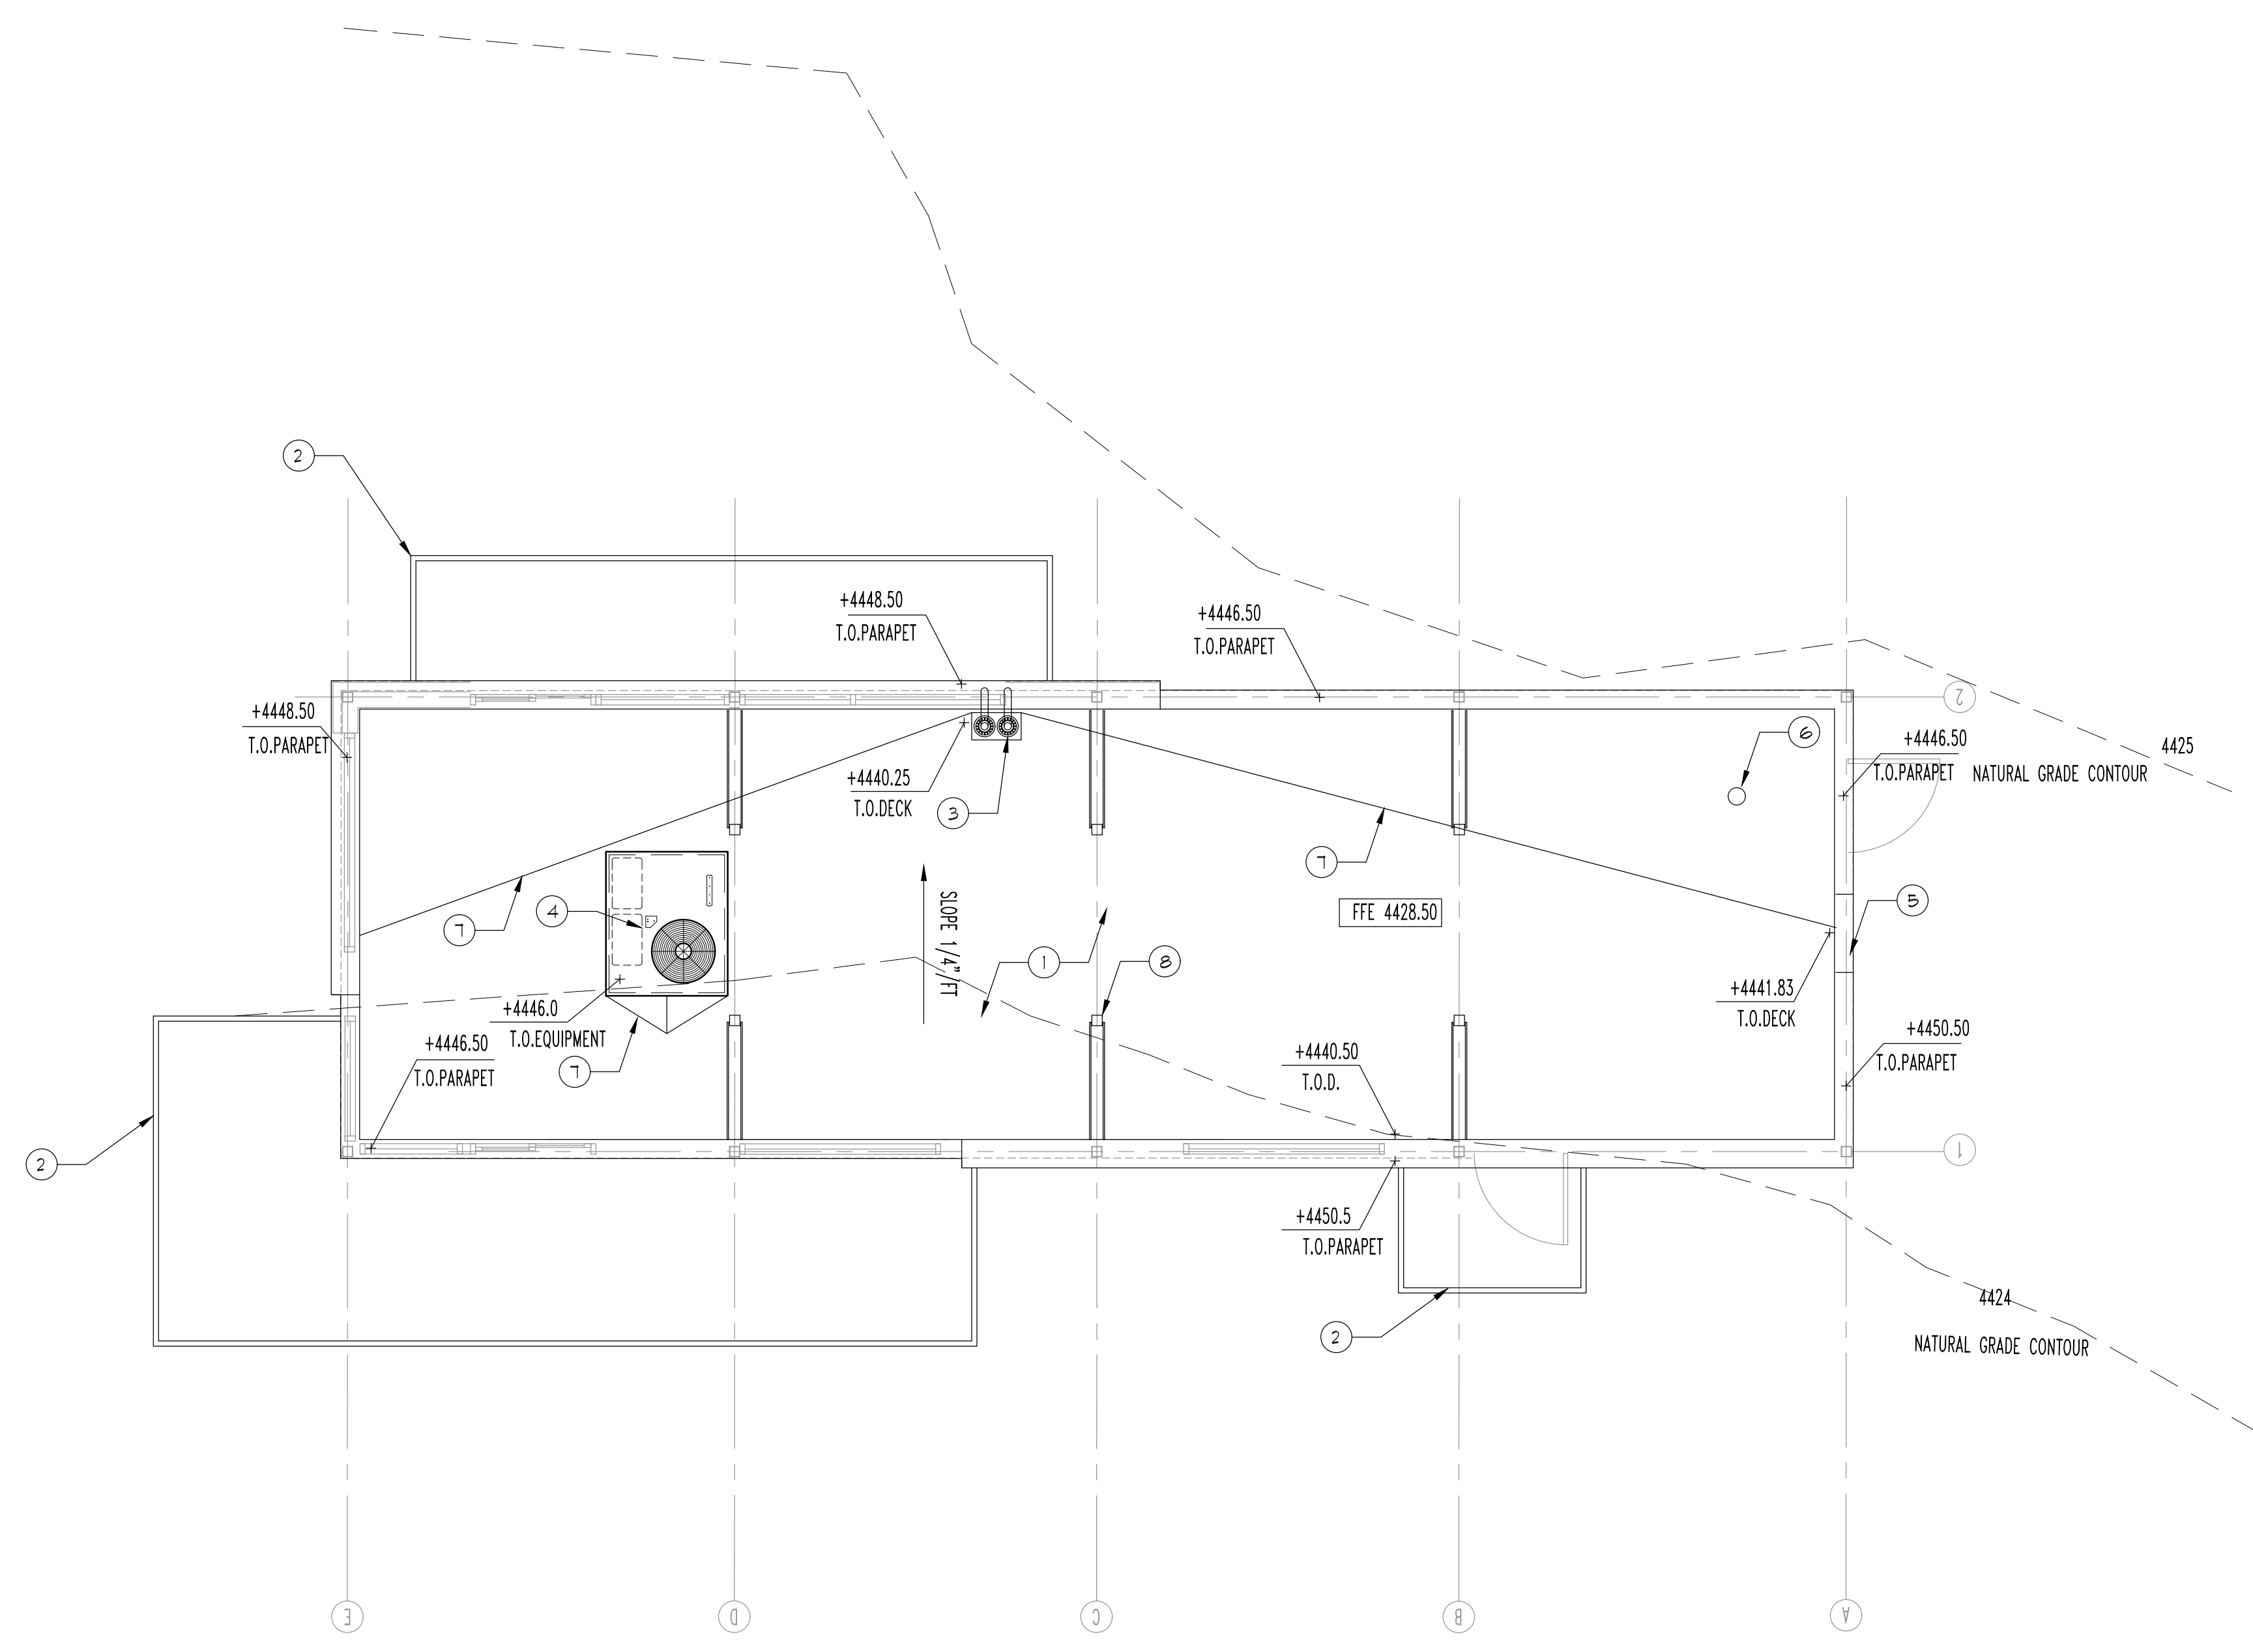 2
+4448.50
T.O.PARAPET
+4446.50
T.O.PARAPET
2
+4448.50
T.O.PARAPET
6
+4446.50
T.O.PARAPET
4425
NATURAL GRADE CONTOUR
+4440.25
T.O.DECK
3
7
4
7
FFE 4428.50
5
SLOPE 1/4"/FT
1
8
+4446.0
T.O.EQUIPMENT
+4441.83
T.O.DECK
+4446.50
T.O.PARAPET
7
+4440.50
T.O.D.
+4450.50
T.O.PARAPET
2
1
+4450.5
T.O.PARAPET
2
4424
NATURAL GRADE CONTOUR
E
D
C
B
A